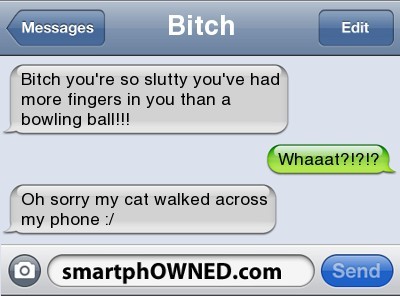 Messages
Bitch
Edit
Bitch you're so slutty you've had
more fingers in you than a
bowling ball!!!
Whaaat?!?!?
Oh sorry my cat walked across
my phone :/
smartphOWNED.com
Send